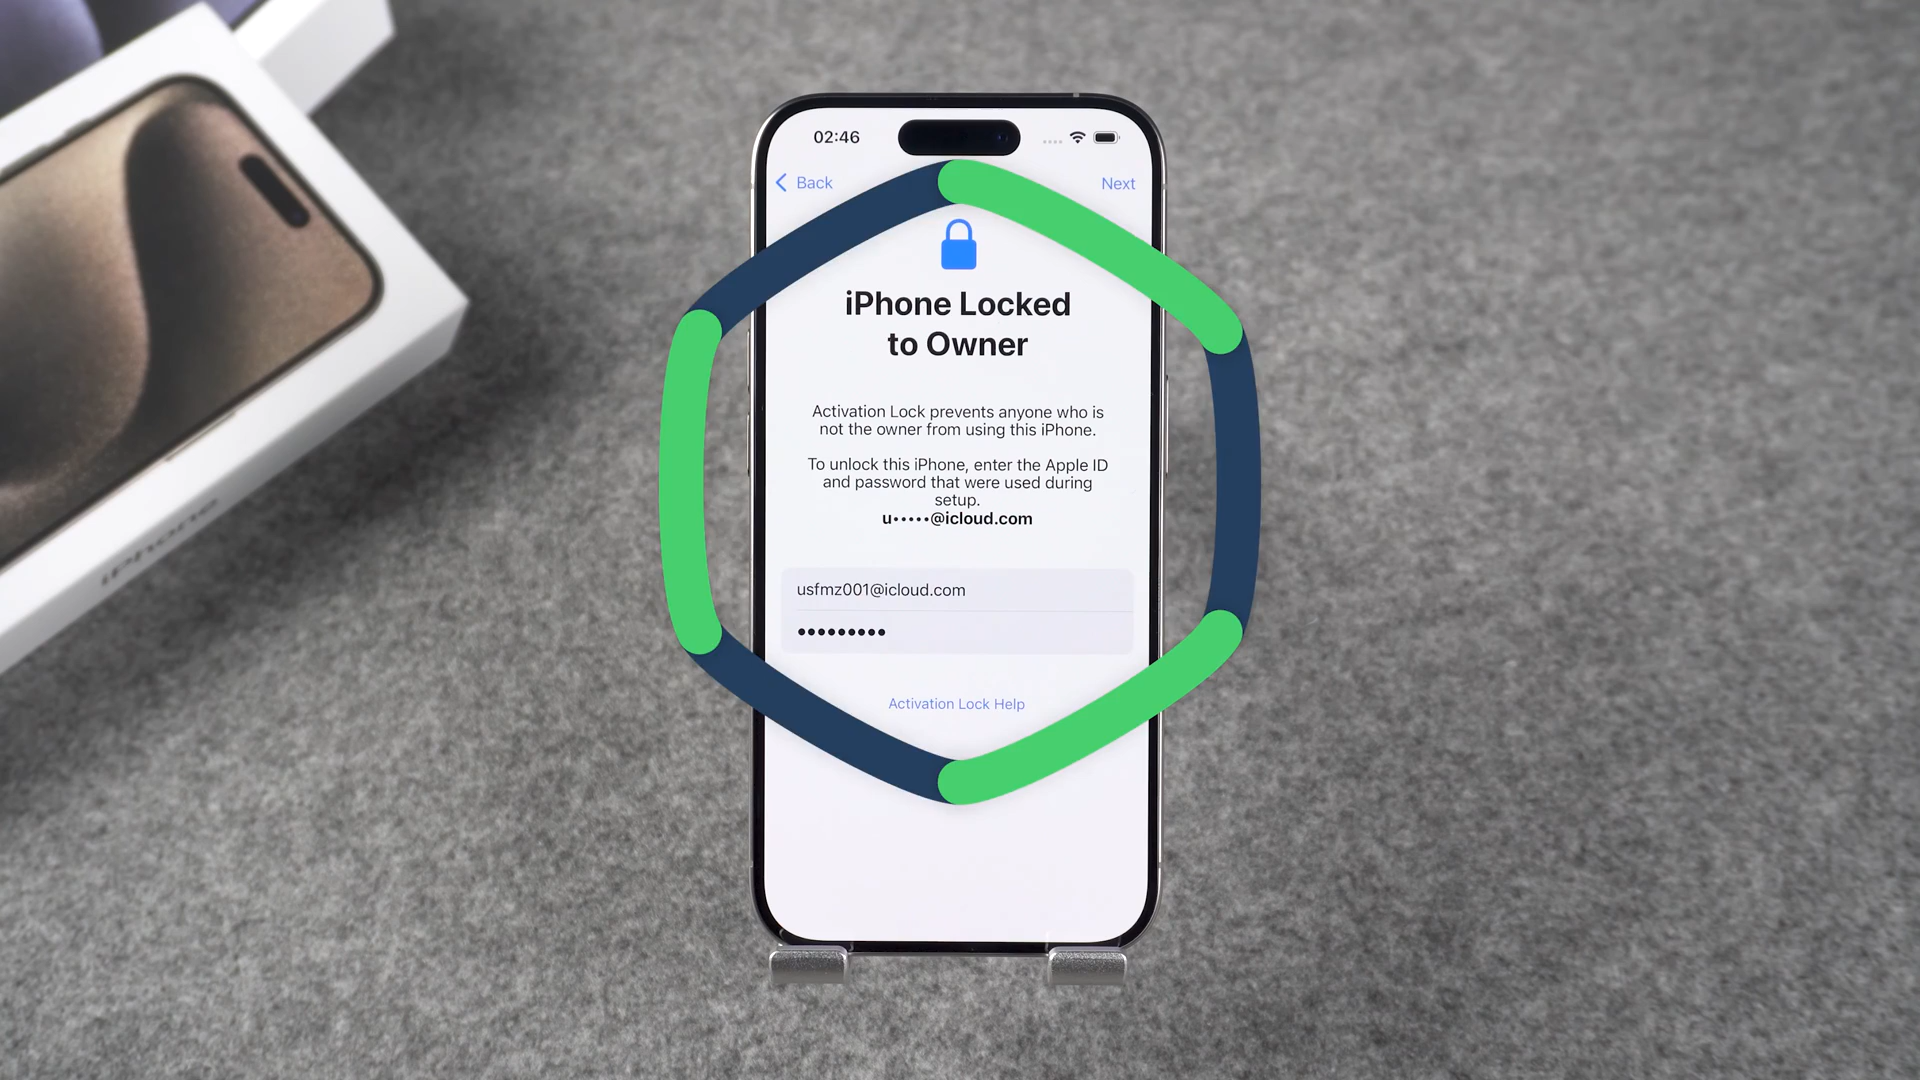 02:46
Back
Next
iPhone Locked
to Owner
Activation Lock prevents anyone who is
not the owner from using this iPhone.
To unlock this iPhone, enter the Apple ID
and password that were used during
setup.
u•••••@icloud.com
usfmz001@icloud.com
•••••••••
Activation Lock Help
iPhone